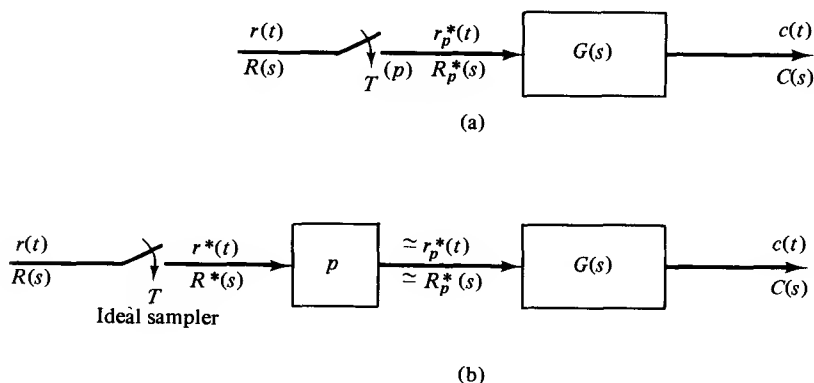 r(t) r_p^*(t) G(s) c(t)
R(s) T (p) R_p^*(s) C(s)
(a)
r(t) r*(t) p ≃ r_p^*(t) G(s) c(t)
R(s) T R*(s) ≃ R_p^*(s) C(s)
Ideal sampler
(b)